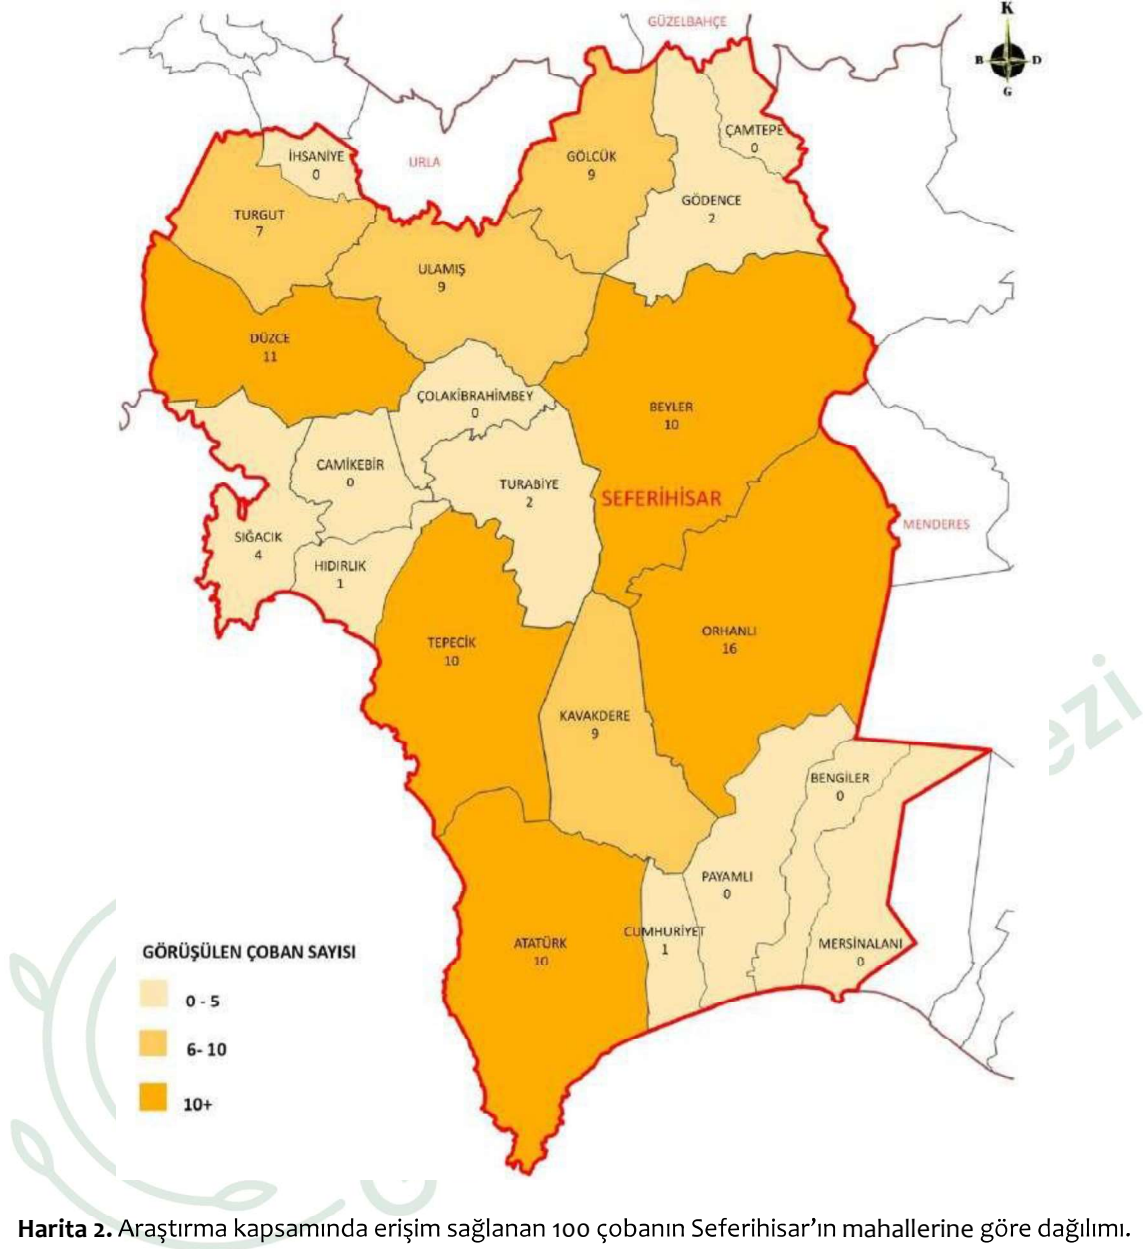 K
B D
G
GÜZELBAHÇE
ÇAMTEPE
0
İHSANİYE
0
URLA
GÖLCÜK
9
GÖDENCE
2
TURGUT
7
ULAMIŞ
9
DÜZCE
11
ÇOLAKİBRAHİMBEY
0
BEYLER
10
CAMİKEBİR
0
TURABİYE
2
SEFERİHİSAR
MENDERES
SIĞACIK
4
HIDIRLIK
1
TEPECİK
10
ORHANLI
16
KAVAKDERE
9
BENGİLER
0
PAYAMLI
0
CUMHURİYET
1
ATATÜRK
10
MERSİNALANI
0
GÖRÜŞÜLEN ÇOBAN SAYISI
0 - 5
6- 10
10+
ezi
Harita 2. Araştırma kapsamında erişim sağlanan 100 çobanın Seferihisar'ın mahallerine göre dağılımı.